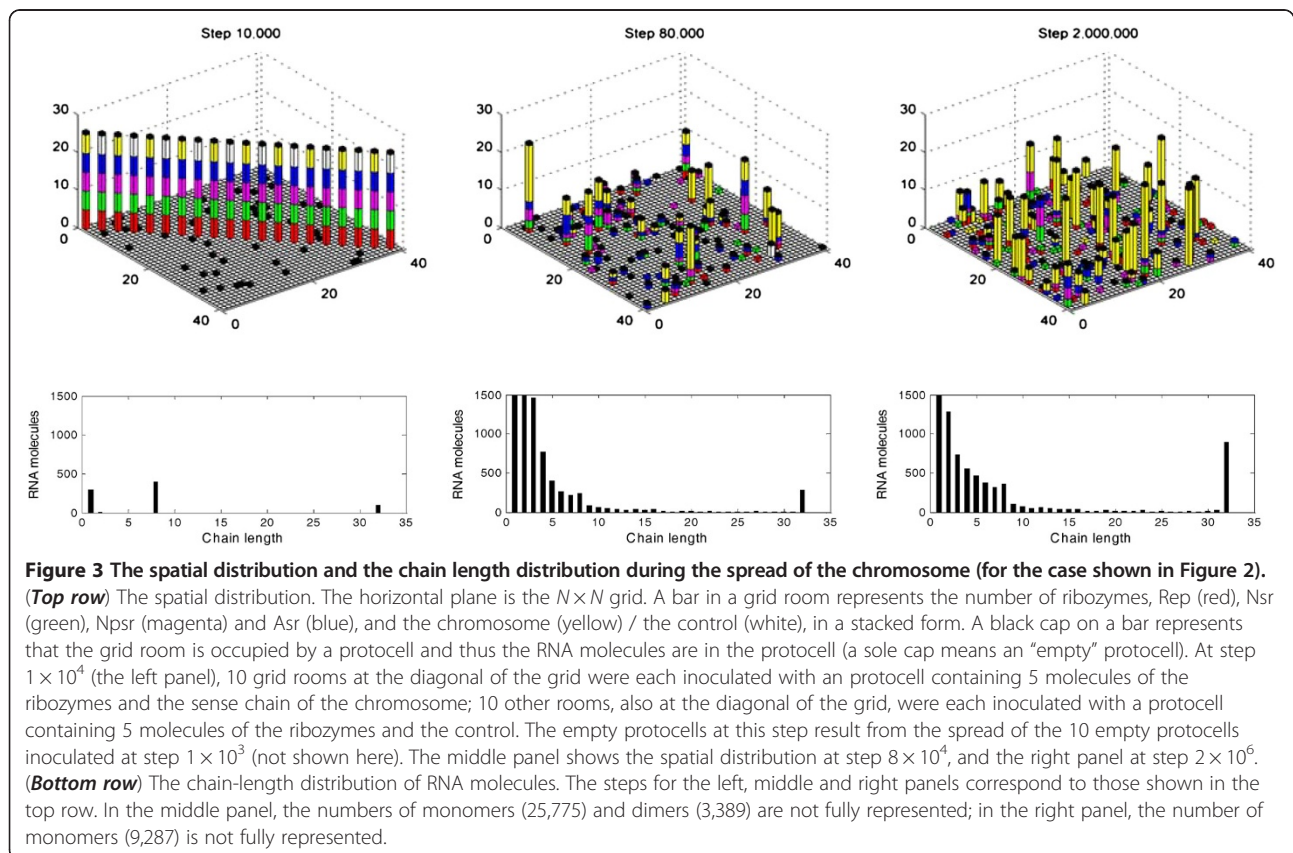 Step 10,000
Step 80,000
Step 2,000,000
30
20
10
0
0
20
40
0
20
40
30
20
10
0
0
20
40
0
20
40
30
20
10
0
0
20
40
0
20
40
1500
1000
500
0
RNA molecules
0 5 10 15 20 25 30 35
Chain length
1500
1000
500
0
RNA molecules
0 5 10 15 20 25 30 35
Chain length
1500
1000
500
0
RNA molecules
0 5 10 15 20 25 30 35
Chain length
Figure 3 The spatial distribution and the chain length distribution during the spread of the chromosome (for the case shown in Figure 2).
(Top row) The spatial distribution. The horizontal plane is the N × N grid. A bar in a grid room represents the number of ribozymes, Rep (red), Nsr
(green), Npsr (magenta) and Asr (blue), and the chromosome (yellow) / the control (white), in a stacked form. A black cap on a bar represents
that the grid room is occupied by a protocell and thus the RNA molecules are in the protocell (a sole cap means an “empty” protocell). At step
1 × 10⁴ (the left panel), 10 grid rooms at the diagonal of the grid were each inoculated with an protocell containing 5 molecules of the
ribozymes and the sense chain of the chromosome; 10 other rooms, also at the diagonal of the grid, were each inoculated with a protocell
containing 5 molecules of the ribozymes and the control. The empty protocells at this step result from the spread of the 10 empty protocells
inoculated at step 1 × 10³ (not shown here). The middle panel shows the spatial distribution at step 8 × 10⁴, and the right panel at step 2 × 10⁶.
(Bottom row) The chain-length distribution of RNA molecules. The steps for the left, middle and right panels correspond to those shown in the
top row. In the middle panel, the numbers of monomers (25,775) and dimers (3,389) are not fully represented; in the right panel, the number of
monomers (9,287) is not fully represented.